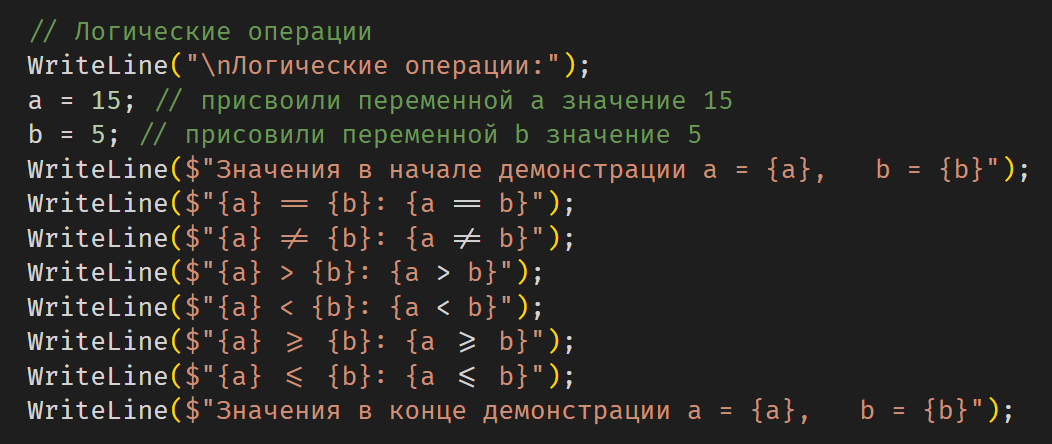 // Логические операции
WriteLine("\nЛогические операции:");
a = 15; // присвоили переменной a значение 15
b = 5; // присовили переменной b значение 5
WriteLine($"Значения в начале демонстрации a = {a},   b = {b}");
WriteLine($"{a} == {b}: {a == b}");
WriteLine($"{a} != {b}: {a != b}");
WriteLine($"{a} > {b}: {a > b}");
WriteLine($"{a} < {b}: {a < b}");
WriteLine($"{a} >= {b}: {a >= b}");
WriteLine($"{a} <= {b}: {a <= b}");
WriteLine($"Значения в конце демонстрации a = {a},   b = {b}");